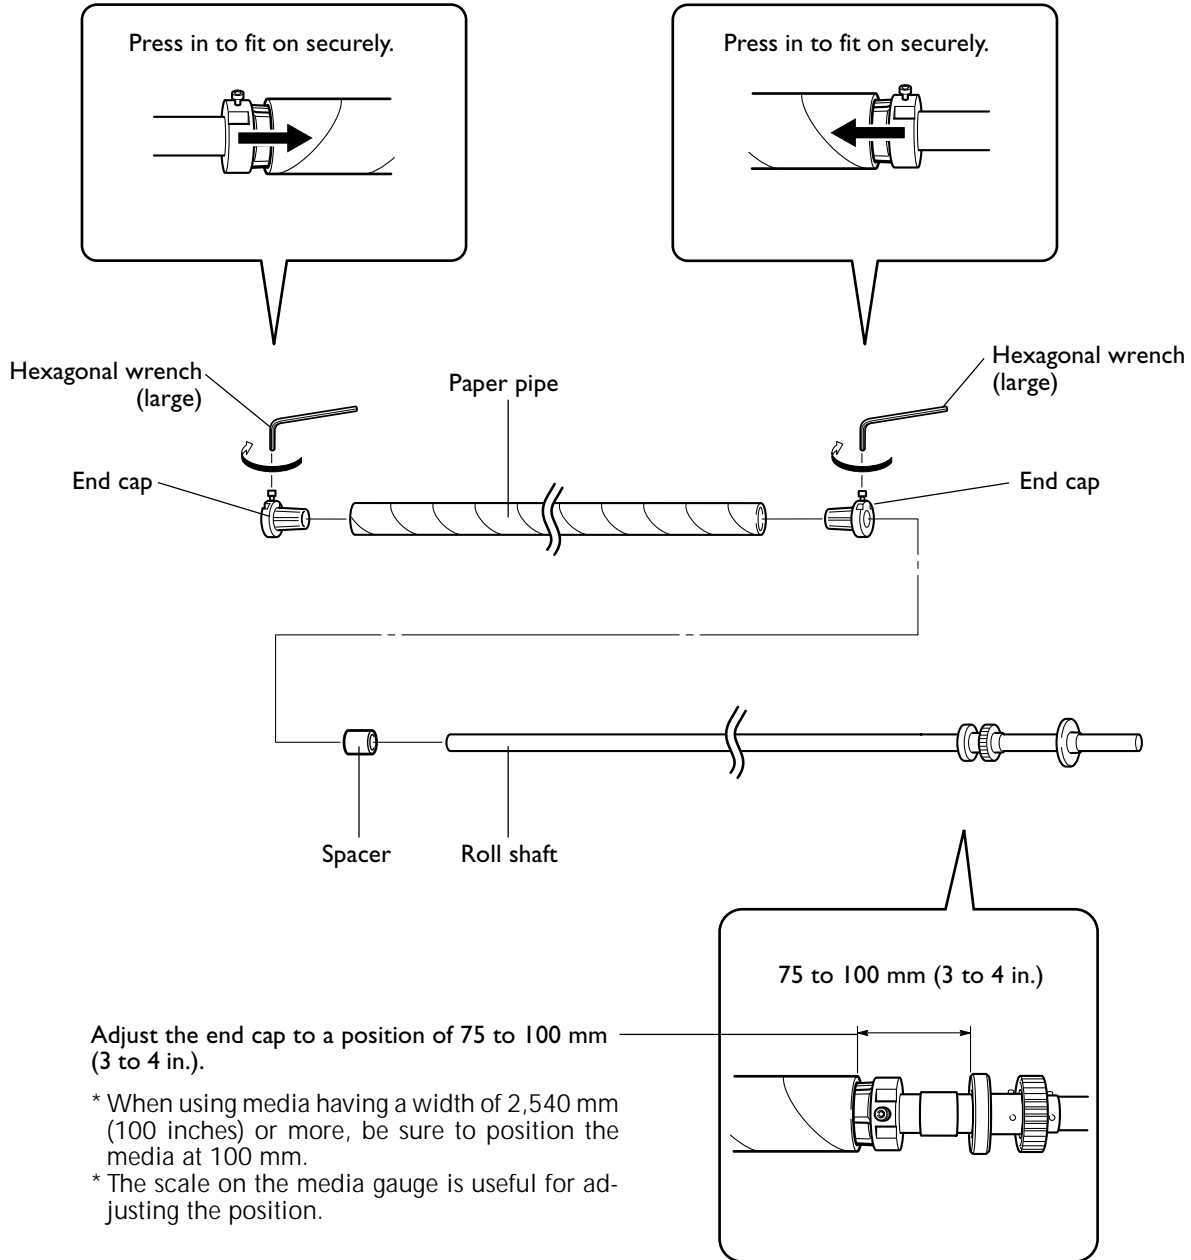 Press in to fit on securely.
Press in to fit on securely.
Hexagonal wrench
(large)
Paper pipe
Hexagonal wrench
(large)
End cap
End cap
Spacer
Roll shaft
75 to 100 mm (3 to 4 in.)
Adjust the end cap to a position of 75 to 100 mm
(3 to 4 in.).
* When using media having a width of 2,540 mm
(100 inches) or more, be sure to position the
media at 100 mm.
* The scale on the media gauge is useful for ad-
justing the position.